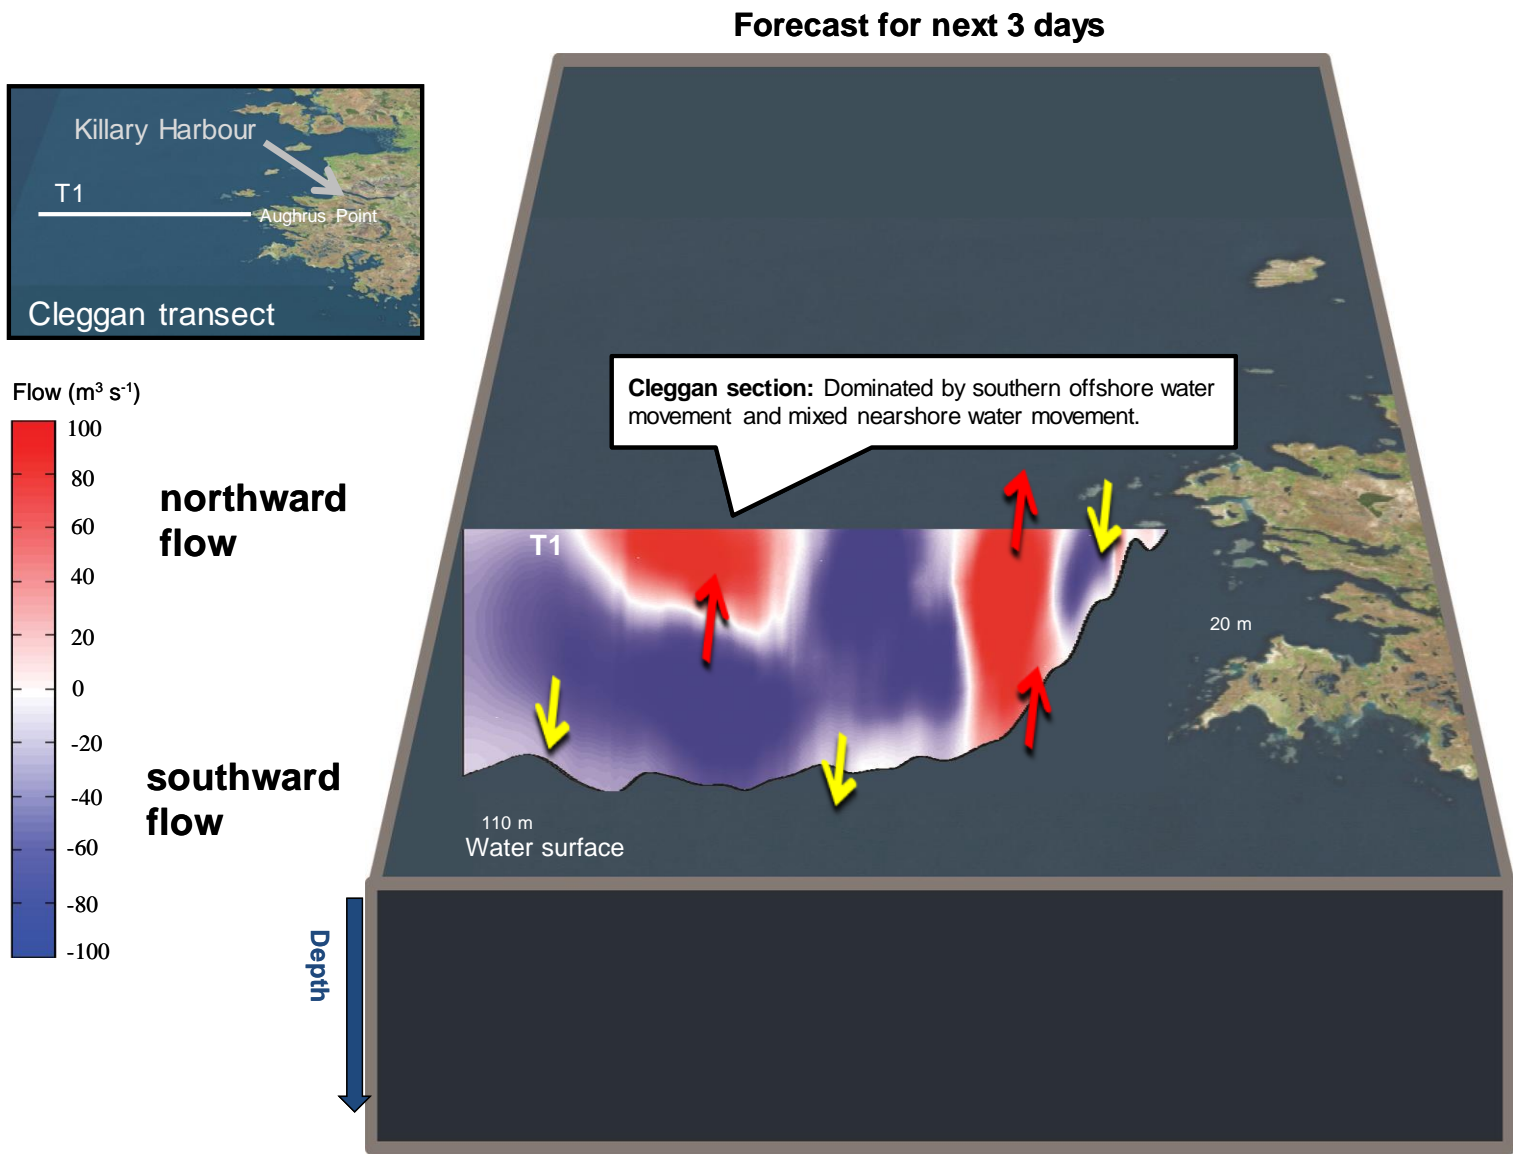 Forecast for next 3 days
Killary Harbour
T1
Aughrus Point
Cleggan transect
Flow (m³ s⁻¹)
100
80
60
40
20
0
-20
-40
-60
-80
-100
northward
flow
southward
flow
Cleggan section: Dominated by southern offshore water
movement and mixed nearshore water movement.
T1
20 m
110 m
Water surface
Depth